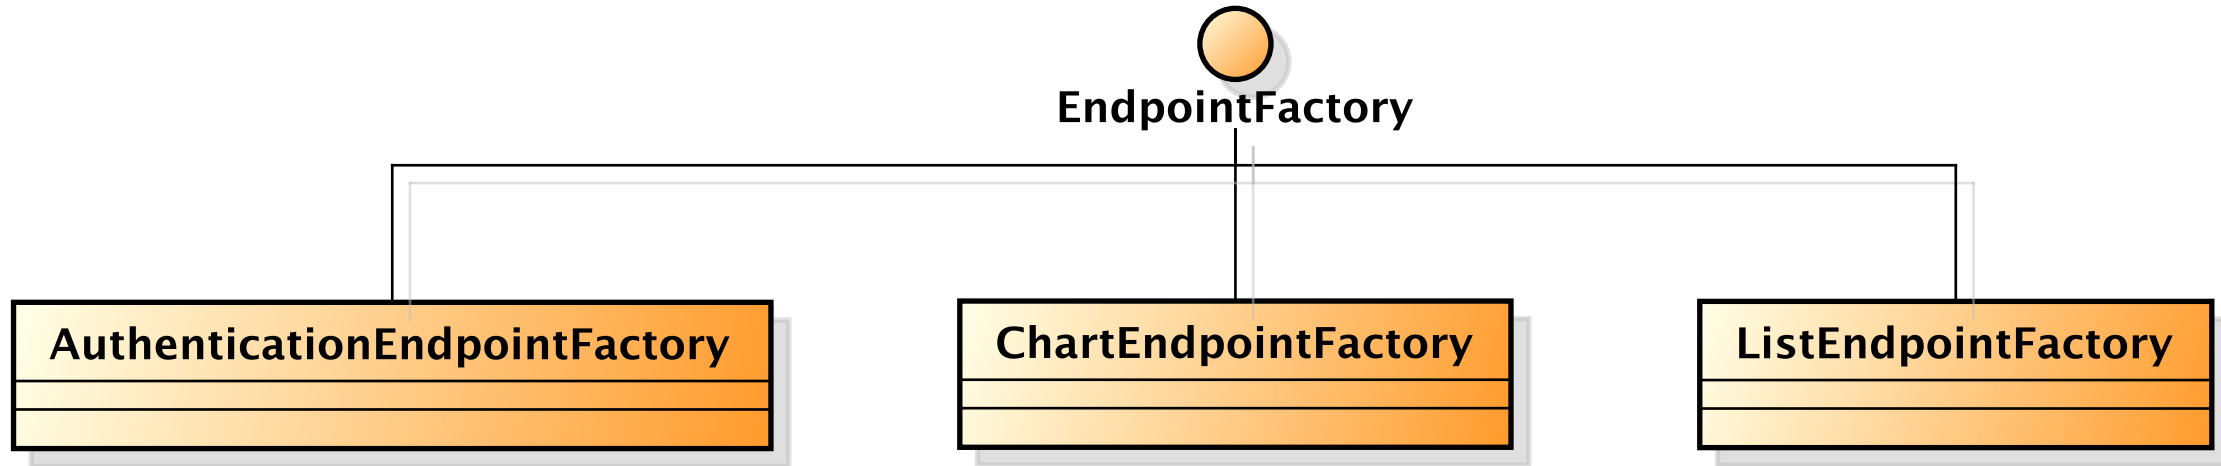 EndpointFactory
AuthenticationEndpointFactory
ChartEndpointFactory
ListEndpointFactory